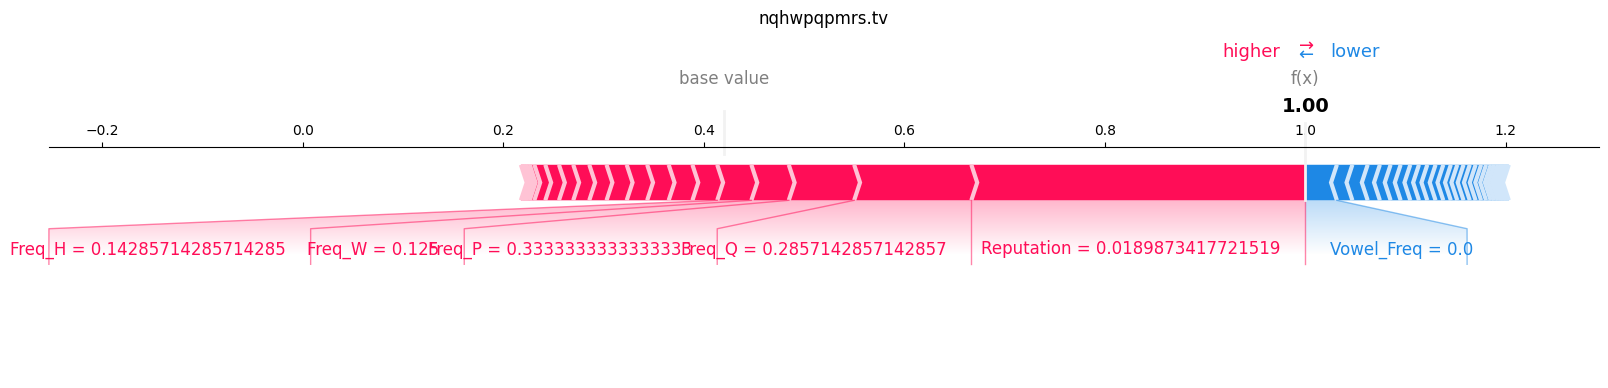 nqhwpqpmrs.tv
higher ⇄ lower
base value f(x)
1.00
−0.2 0.0 0.2 0.4 0.6 0.8 1.0 1.2
Freq_H = 0.14285714285714285 Freq_W = 0.125 Freq_P = 0.3333333333333333 Freq_Q = 0.2857142857142857 Reputation = 0.0189873417721519 Vowel_Freq = 0.0